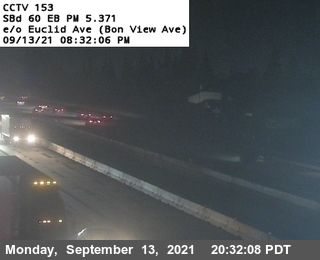 CCTV 153
SBd 60 EB PM 5.371
e/o Euclid Ave (Bon View Ave)
09/13/21 08:32:06 PM
Monday, September 13, 2021 20:32:08 PDT